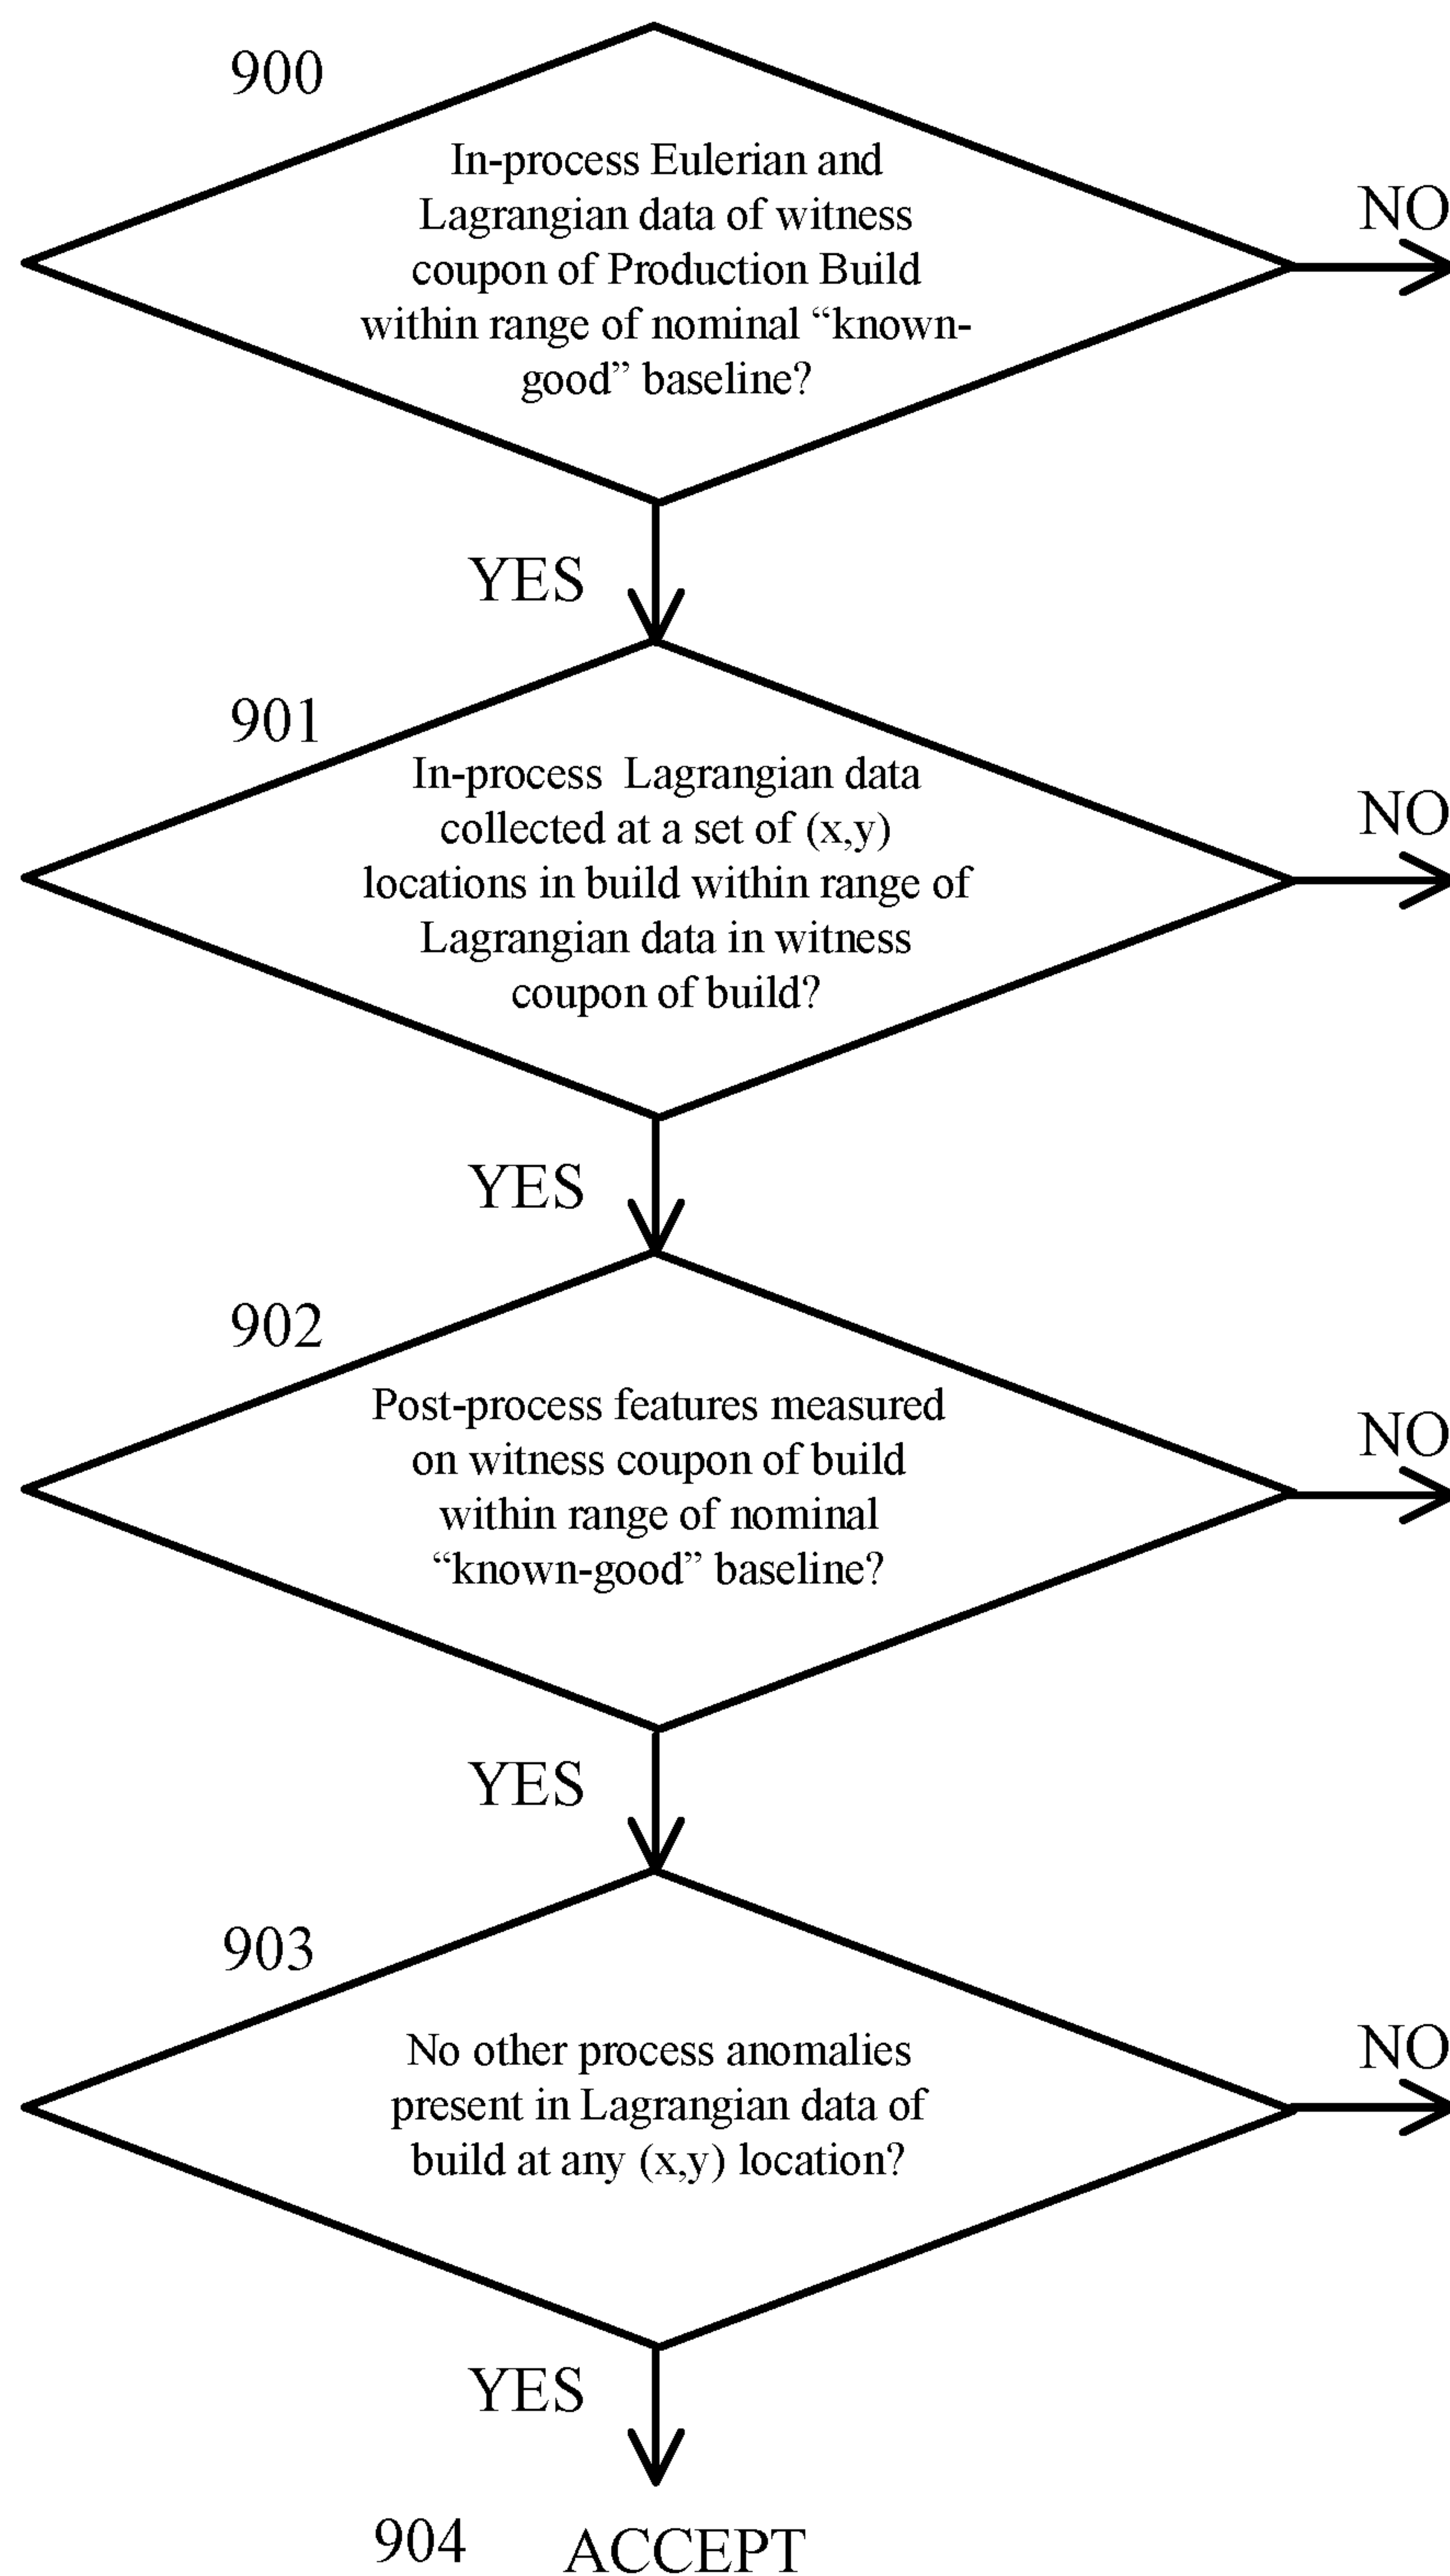 900
In-process Eulerian and
Lagrangian data of witness
coupon of Production Build
within range of nominal “known-
good” baseline?
NO
YES
901
In-process Lagrangian data
collected at a set of (x,y)
locations in build within range of
Lagrangian data in witness
coupon of build?
NO
YES
902
Post-process features measured
on witness coupon of build
within range of nominal
“known-good” baseline?
NO
YES
903
No other process anomalies
present in Lagrangian data of
build at any (x,y) location?
NO
YES
904 ACCEPT